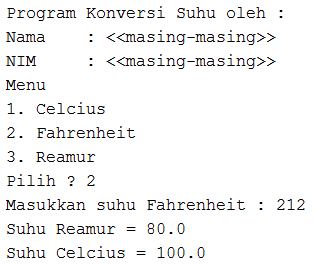 Program Konversi Suhu oleh :
Nama    : <<masing-masing>>
NIM     : <<masing-masing>>
Menu
1. Celcius
2. Fahrenheit
3. Reamur
Pilih ? 2
Masukkan suhu Fahrenheit : 212
Suhu Reamur = 80.0
Suhu Celcius = 100.0